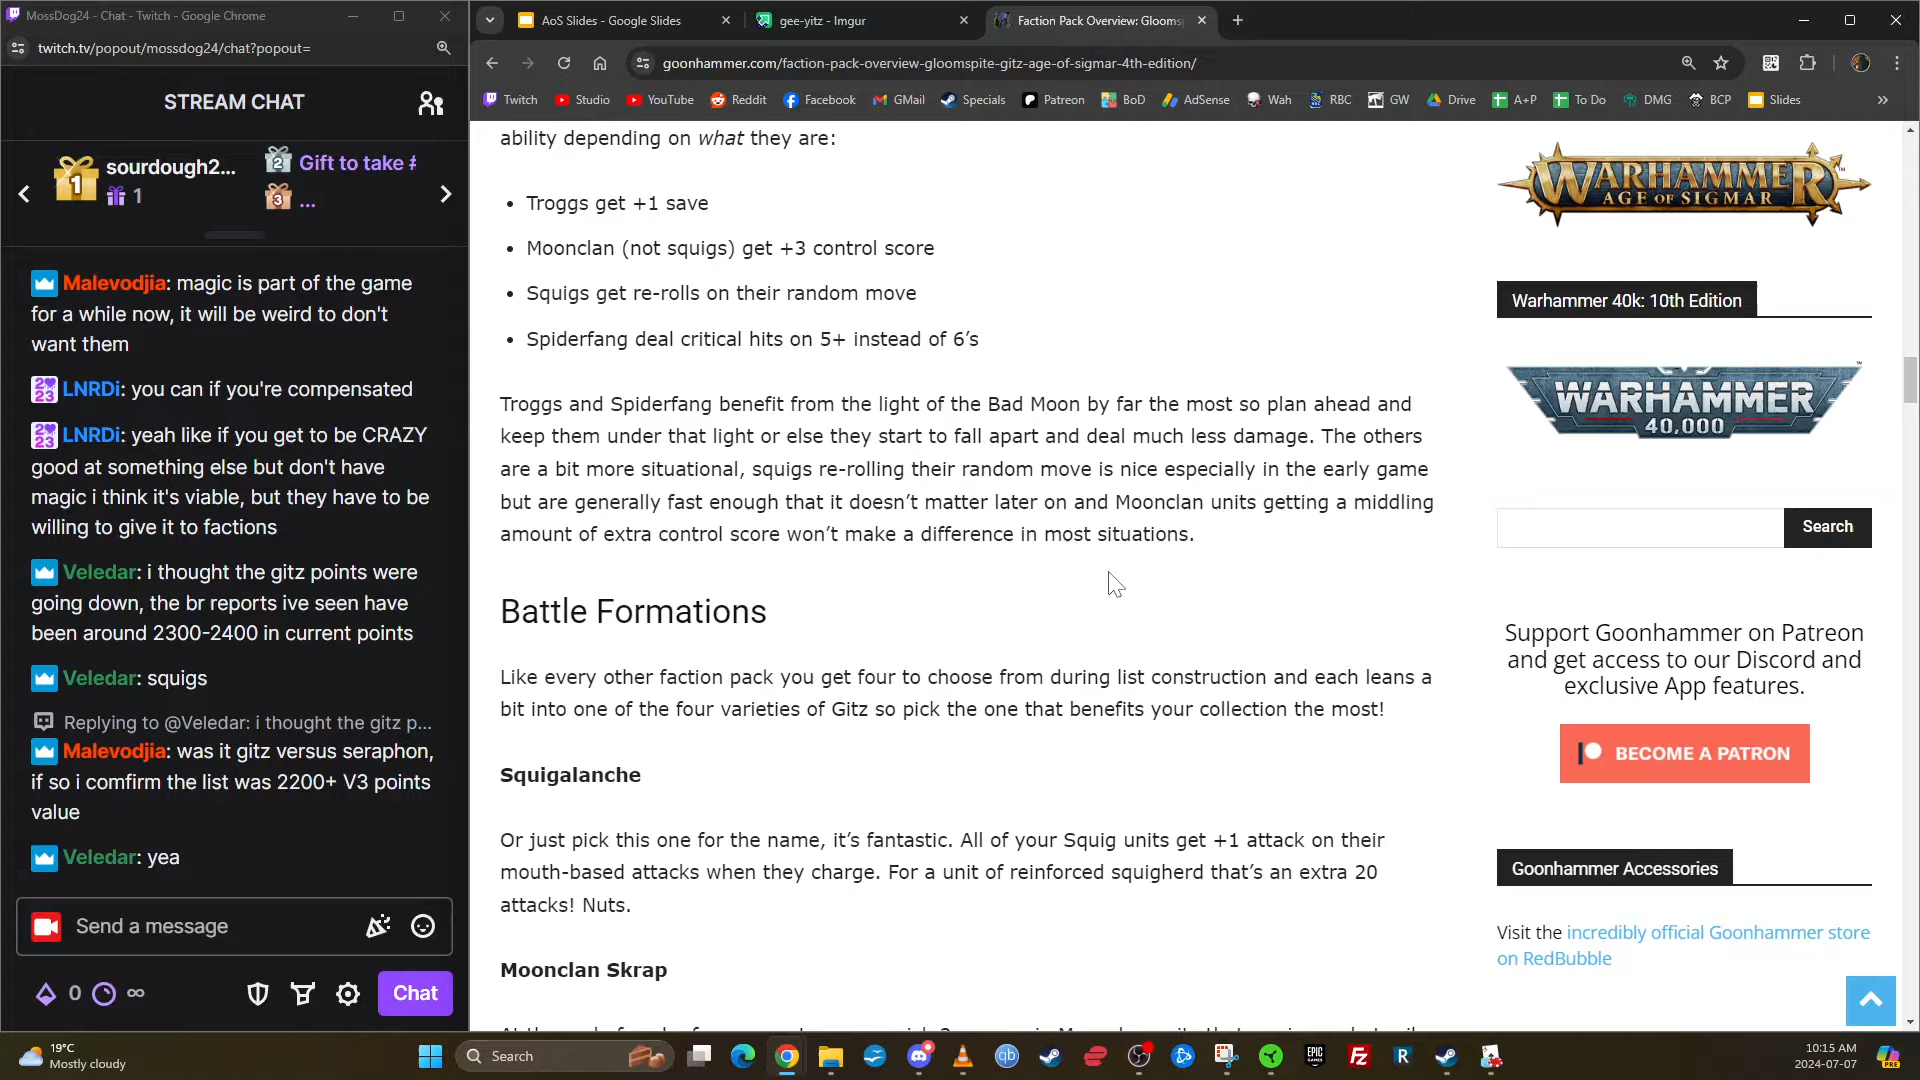 MossDog24 - Chat - Twitch - Google Chrome
twitch.tv/popout/mossdog24/chat?popout=
STREAM CHAT
1
sourdough2...
1
2
Gift to take #
3
...
Malevodjia: magic is part of the game
for a while now, it will be weird to don't
want them
LNRDi: you can if you're compensated
LNRDi: yeah like if you get to be CRAZY
good at something else but don't have
magic i think it's viable, but they have to be
willing to give it to factions
Veledar: i thought the gitz points were
going down, the br reports ive seen have
been around 2300-2400 in current points
Veledar: squigs
Replying to @Veledar: i thought the gitz p...
Malevodjia: was it gitz versus seraphon,
if so i comfirm the list was 2200+ V3 points
value
Veledar: yea
Send a message
0
∞
Chat
AoS Slides - Google Slides
gee-yitz - Imgur
Faction Pack Overview: Glooms
goonhammer.com/faction-pack-overview-gloomspite-gitz-age-of-sigmar-4th-edition/
Twitch Studio YouTube Reddit Facebook GMail Specials Patreon BoD AdSense Wah RBC GW Drive A+P To Do DMG BCP Slides
ability depending on what they are:
• Troggs get +1 save
• Moonclan (not squigs) get +3 control score
• Squigs get re-rolls on their random move
• Spiderfang deal critical hits on 5+ instead of 6’s
Troggs and Spiderfang benefit from the light of the Bad Moon by far the most so plan ahead and
keep them under that light or else they start to fall apart and deal much less damage. The others
are a bit more situational, squigs re-rolling their random move is nice especially in the early game
but are generally fast enough that it doesn’t matter later on and Moonclan units getting a middling
amount of extra control score won’t make a difference in most situations.
Battle Formations
Like every other faction pack you get four to choose from during list construction and each leans a
bit into one of the four varieties of Gitz so pick the one that benefits your collection the most!
Squigalanche
Or just pick this one for the name, it’s fantastic. All of your Squig units get +1 attack on their
mouth-based attacks when they charge. For a unit of reinforced squigherd that’s an extra 20
attacks! Nuts.
Moonclan Skrap
WARHAMMER
AGE OF SIGMAR
Warhammer 40k: 10th Edition
WARHAMMER
40,000
Search
Support Goonhammer on Patreon
and get access to our Discord and
exclusive App features.
BECOME A PATRON
Goonhammer Accessories
Visit the incredibly official Goonhammer store
on RedBubble
19°C
Mostly cloudy
Search
10:15 AM
2024-07-07